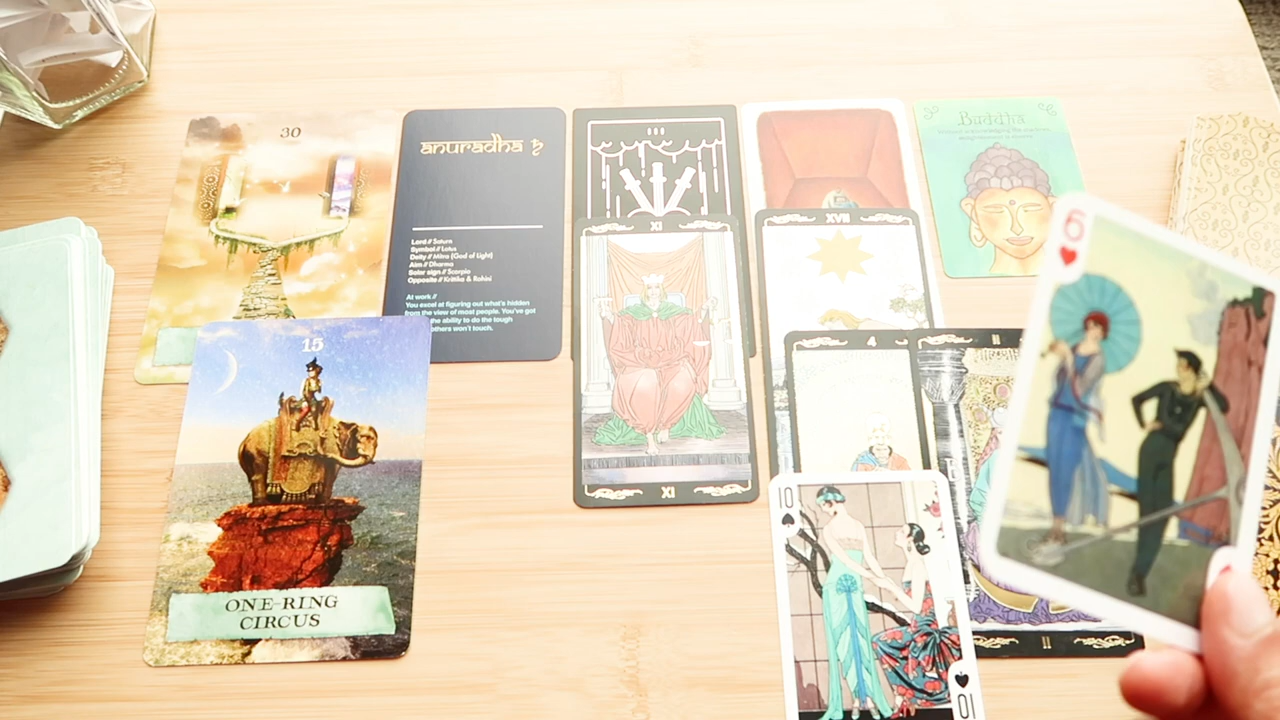 30
anuradha
Lord // Saturn
Symbol // Lotus
Deity // Mitra (God of Light)
Aim // Dharma
Solar sign // Scorpio
Opposite // Krittika & Rohini
At work //
You excel at figuring out what's hidden
from the view of most people. You've got
the ability to do the tough
others won't touch.
III
XI
XI
XVII
Buddha
6
4
II
II
15
ONE-RING
CIRCUS
10
10